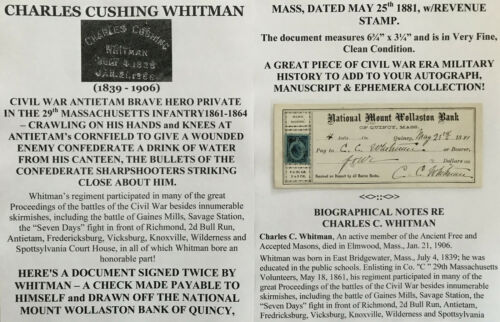 CHARLES CUSHING WHITMAN
CHARLES CUSHING
WHITMAN
JULY 4, 1839
JAN. 21, 1906
(1839 - 1906)
CIVIL WAR ANTIETAM BRAVE HERO PRIVATE
IN THE 29th MASSACHUSETTS INFANTRY1861-1864
– CRAWLING ON HIS HANDS and KNEES AT
ANTIETAM'S CORNFIELD TO GIVE A WOUNDED
ENEMY CONFEDERATE A DRINK OF WATER
FROM HIS CANTEEN, THE BULLETS OF THE
CONFEDERATE SHARPSHOOTERS STRIKING
CLOSE ABOUT HIM.
Whitman's regiment participated in many of the great
Proceedings of the battles of the Civil War besides innumerable
skirmishes, including the battle of Gaines Mills, Savage Station,
the "Seven Days" fight in front of Richmond, 2d Bull Run,
Antietam, Fredericksburg, Vicksburg, Knoxville, Wilderness and
Spottsylvania Court House, in all of which Whitman bore an
honorable part!
HERE'S A DOCUMENT SIGNED TWICE BY
WHITMAN – A CHECK MADE PAYABLE TO
HIMSELF and DRAWN OFF THE NATIONAL
MOUNT WOLLASTON BANK OF QUINCY,
MASS, DATED MAY 25th 1881, w/REVENUE
STAMP.
The document measures 6¾" x 3¼" and is in Very Fine,
Clean Condition.
A GREAT PIECE OF CIVIL WAR ERA MILITARY
HISTORY TO ADD TO YOUR AUTOGRAPH,
MANUSCRIPT & EPHEMERA COLLECTION!
National Mount Wollaston Bank
OF QUINCY, MASS.
Quincy, May 25th 1881
Pay to C. C. Whitman or Bearer,
four Dollars
C. C. Whitman
<<>::<>>
BIOGRAPHICAL NOTES RE
CHARLES C. WHITMAN
Charles C. Whitman, An active member of the Ancient Free and
Accepted Masons, died in Elmwood, Mass., Jan. 21, 1906.
Whitman was born in East Bridgewater, Mass., July 4, 1839; he was
educated in the public schools. Enlisting in Co. "C" 29th Massachusetts
Volunteers, May 18, 1861, his regiment participated in many of the
great Proceedings of the battles of the Civil War besides innumerable
skirmishes, including the battle of Gaines Mills, Savage Station, the
"Seven Days" fight in front of Richmond, 2d Bull Run, Antietam,
Fredericksburg, Vicksburg, Knoxville, Wilderness and Spottsylvania